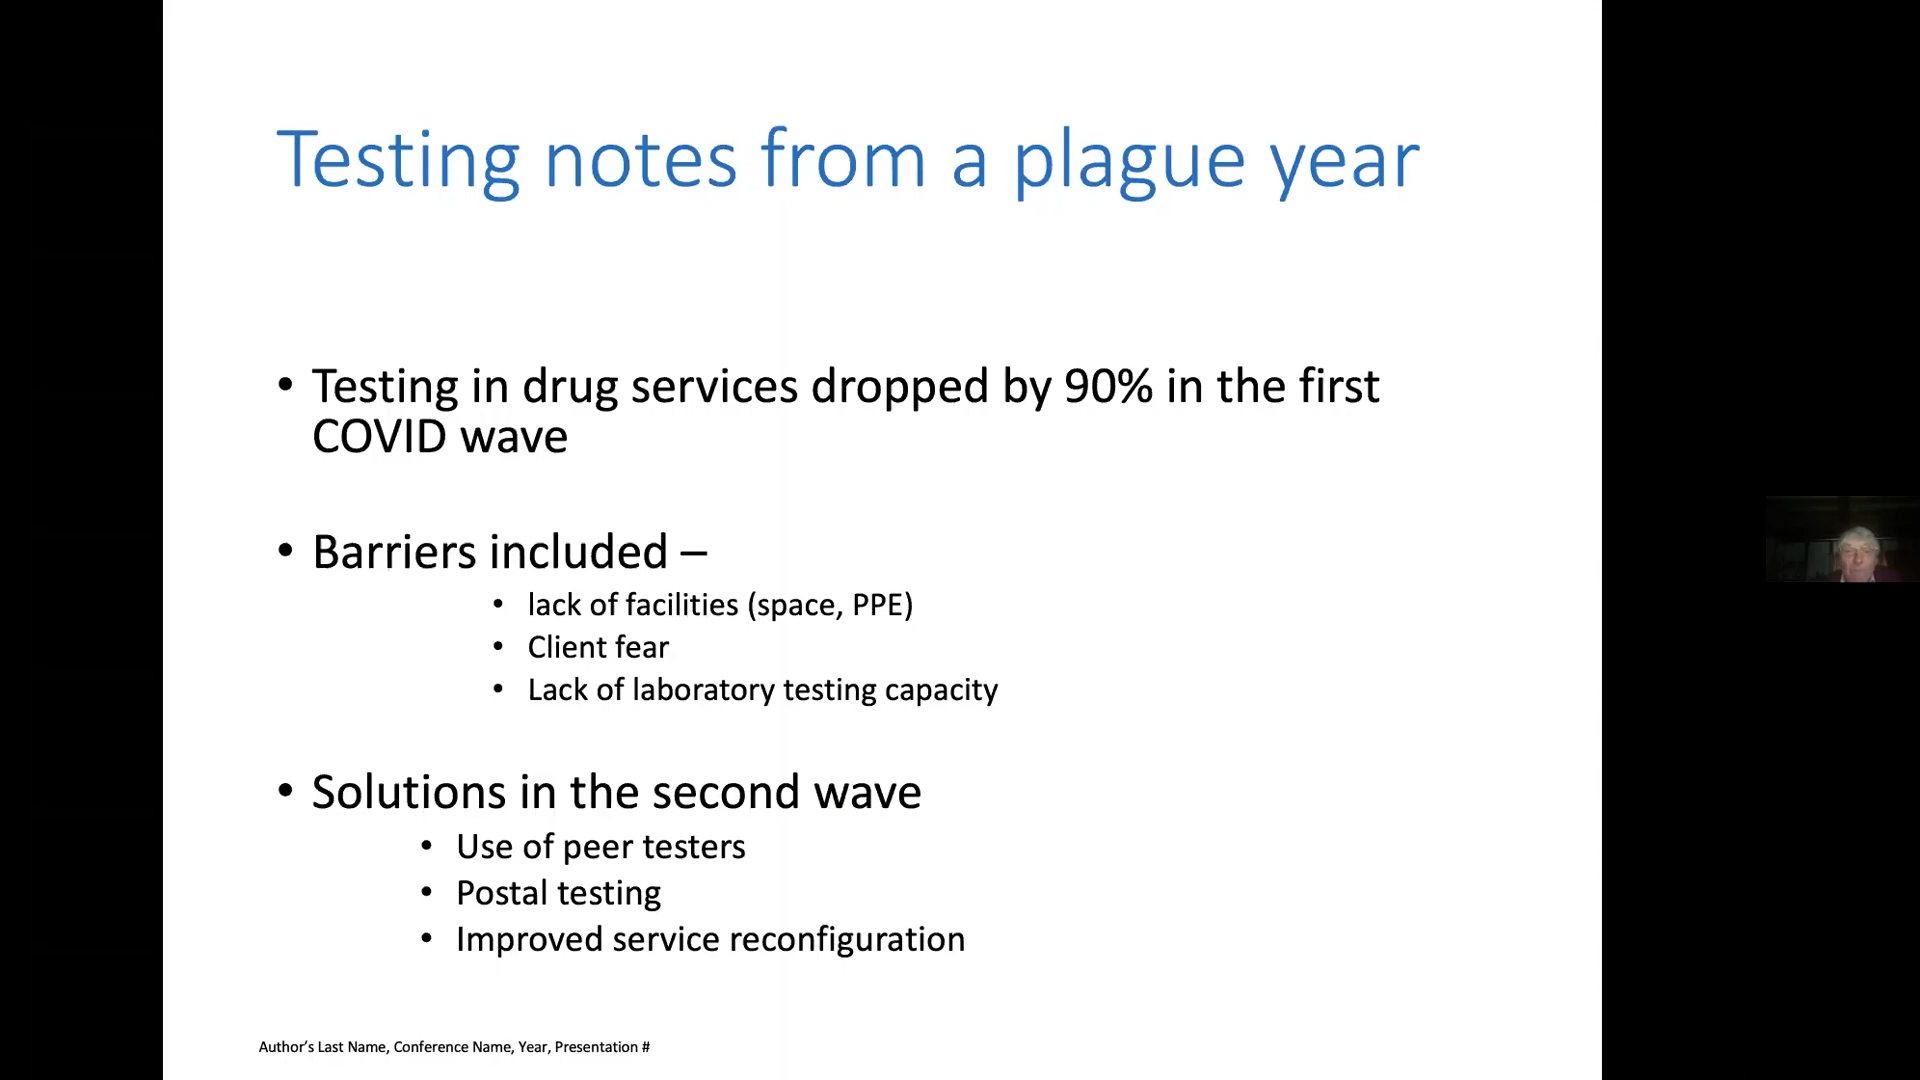 Testing notes from a plague year
• Testing in drug services dropped by 90% in the first
COVID wave
• Barriers included –
• lack of facilities (space, PPE)
• Client fear
• Lack of laboratory testing capacity
• Solutions in the second wave
• Use of peer testers
• Postal testing
• Improved service reconfiguration
Author’s Last Name, Conference Name, Year, Presentation #